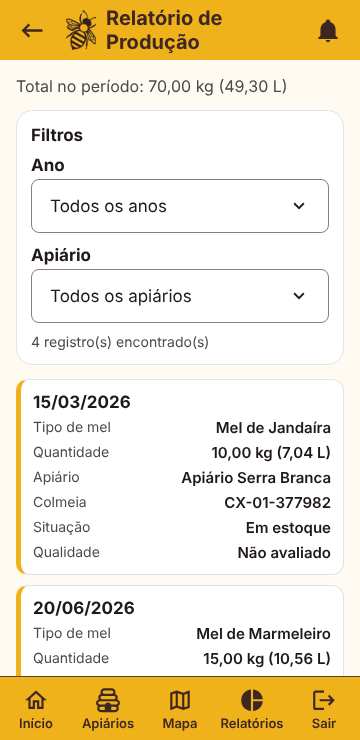 Relatório de
Produção
Total no período: 70,00 kg (49,30 L)
Filtros
Ano
Todos os anos
Apiário
Todos os apiários
4 registro(s) encontrado(s)
15/03/2026
Tipo de mel Mel de Jandaíra
Quantidade 10,00 kg (7,04 L)
Apiário Apiário Serra Branca
Colmeia CX-01-377982
Situação Em estoque
Qualidade Não avaliado
20/06/2026
Tipo de mel Mel de Marmeleiro
Quantidade 15,00 kg (10,56 L)
Início Apiários Mapa Relatórios Sair